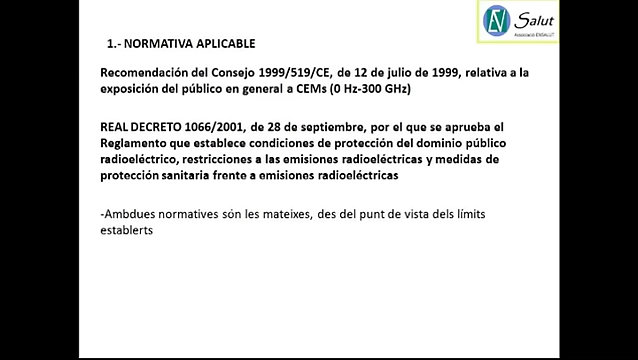 EN Salut
Associació ENSALUT
1.- NORMATIVA APLICABLE
Recomendación del Consejo 1999/519/CE, de 12 de julio de 1999, relativa a la
exposición del público en general a CEMs (0 Hz-300 GHz)
REAL DECRETO 1066/2001, de 28 de septiembre, por el que se aprueba el
Reglamento que establece condiciones de protección del dominio público
radioeléctrico, restricciones a las emisiones radioeléctricas y medidas de
protección sanitaria frente a emisiones radioeléctricas
-Ambdues normatives són les mateixes, des del punt de vista dels límits
establerts